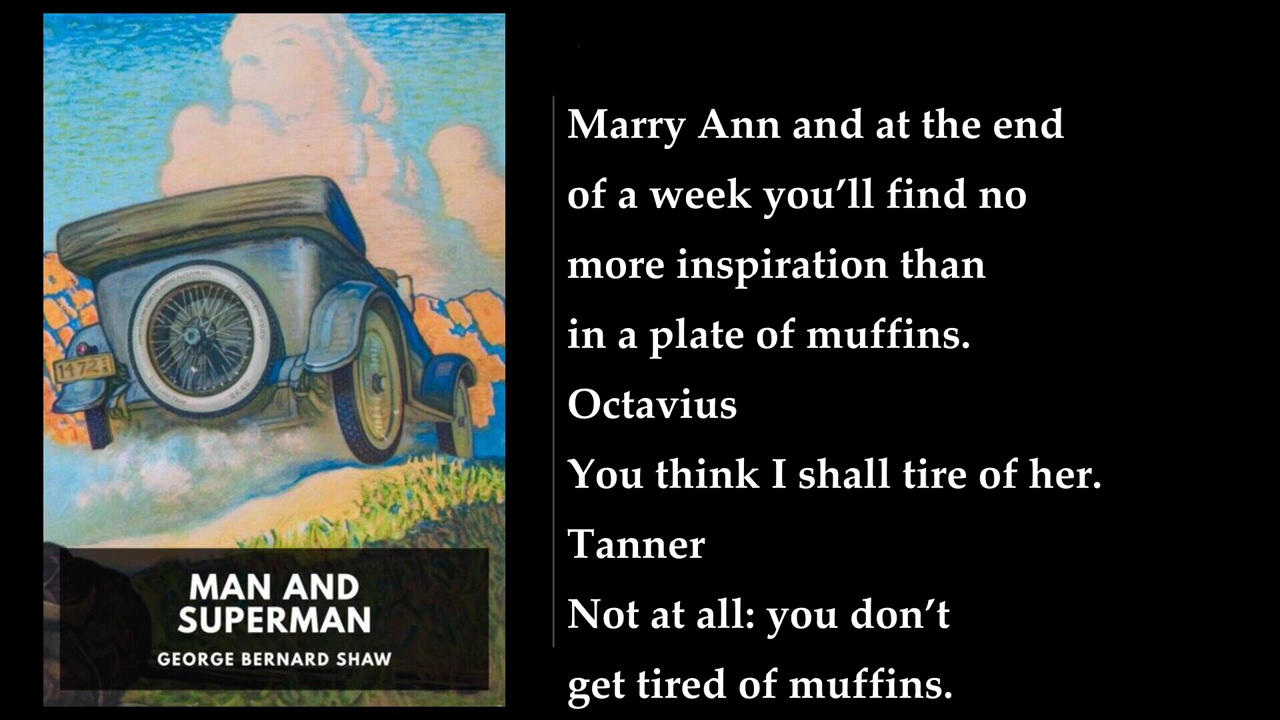 1472
MAN AND
SUPERMAN
GEORGE BERNARD SHAW
Marry Ann and at the end
of a week you’ll find no
more inspiration than
in a plate of muffins.
Octavius
You think I shall tire of her.
Tanner
Not at all: you don’t
get tired of muffins.